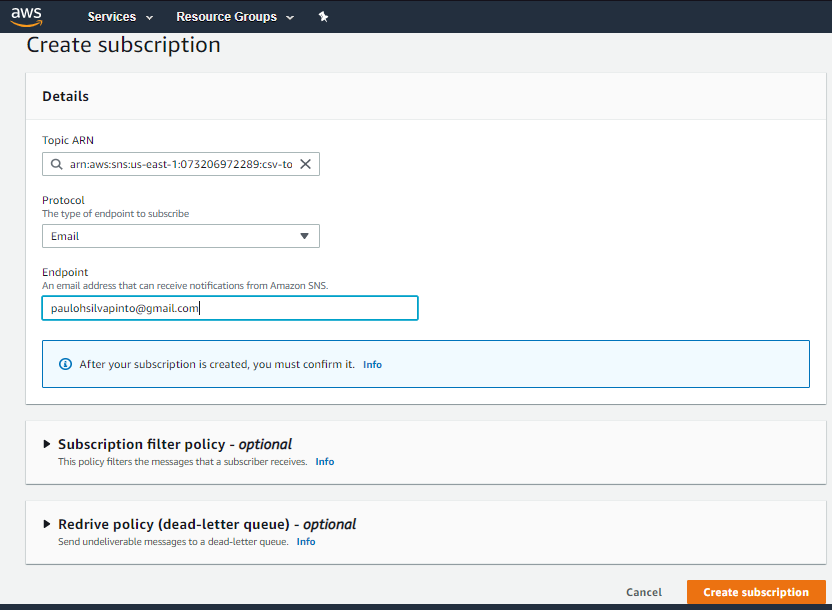 aws Services Resource Groups
Create subscription
Details
Topic ARN
arn:aws:sns:us-east-1:073206972289:csv-to
Protocol
The type of endpoint to subscribe
Email
Endpoint
An email address that can receive notifications from Amazon SNS.
paulohsilvapinto@gmail.com
After your subscription is created, you must confirm it. Info
Subscription filter policy - optional
This policy filters the messages that a subscriber receives. Info
Redrive policy (dead-letter queue) - optional
Send undeliverable messages to a dead-letter queue. Info
Cancel Create subscription